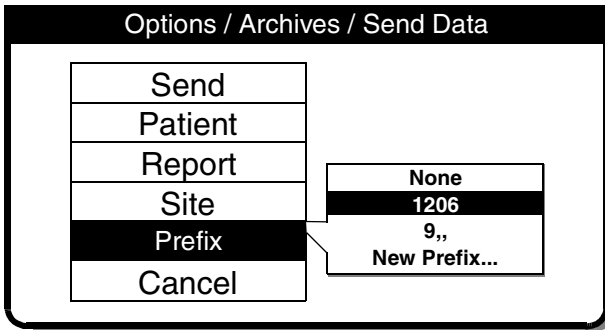 Options / Archives / Send Data
Send
Patient
Report
Site
Prefix
Cancel
None
1206
9,,
New Prefix...